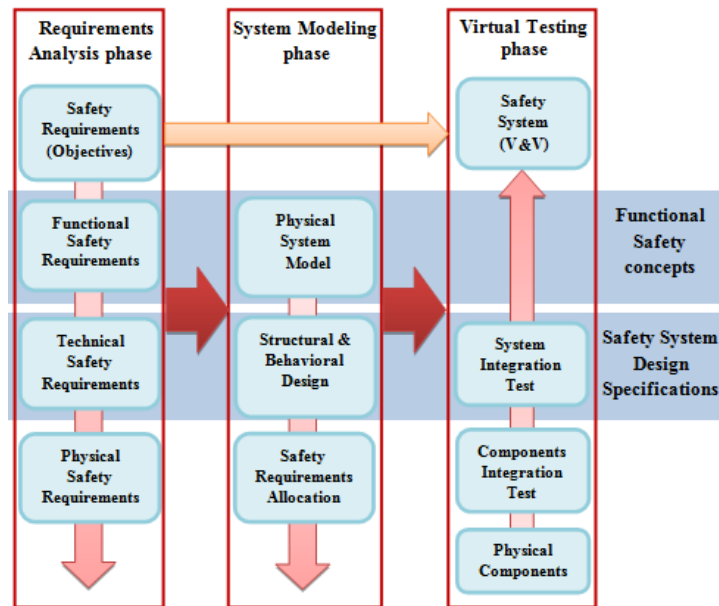 Requirements
Analysis phase
Safety
Requirements
(Objectives)
Functional
Safety
Requirements
Technical
Safety
Requirements
Physical
Safety
Requirements
System Modeling
phase
Physical
System
Model
Structural &
Behavioral
Design
Safety
Requirements
Allocation
Virtual Testing
phase
Safety
System
(V&V)
System
Integration
Test
Components
Integration
Test
Physical
Components
Functional
Safety
concepts
Safety System
Design
Specifications